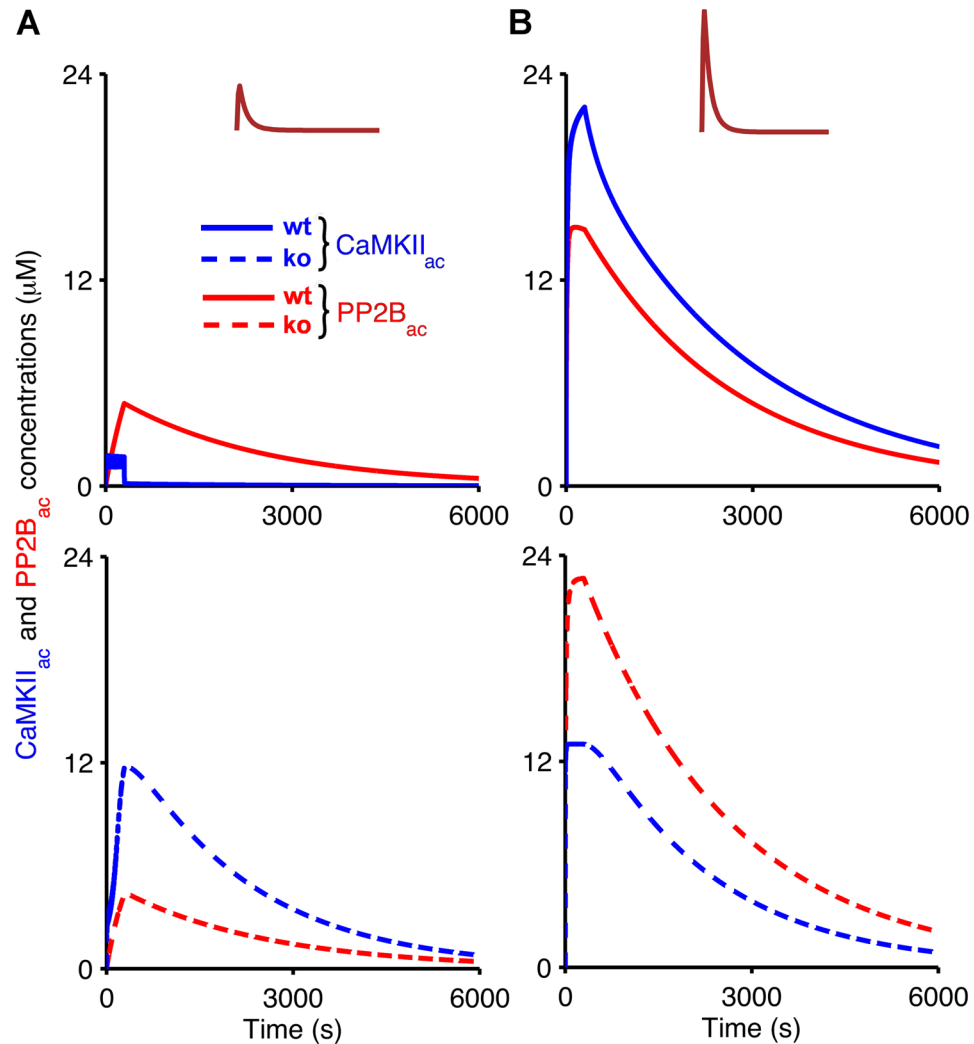 A
B
24
12
0
0
3000
6000
wt
ko
} CaMKIIac
wt
ko
} PP2Bac
24
12
0
0
3000
6000
CaMKIIac and PP2Bac concentrations (μM)
24
12
0
0
3000
6000
Time (s)
24
12
0
0
3000
6000
Time (s)